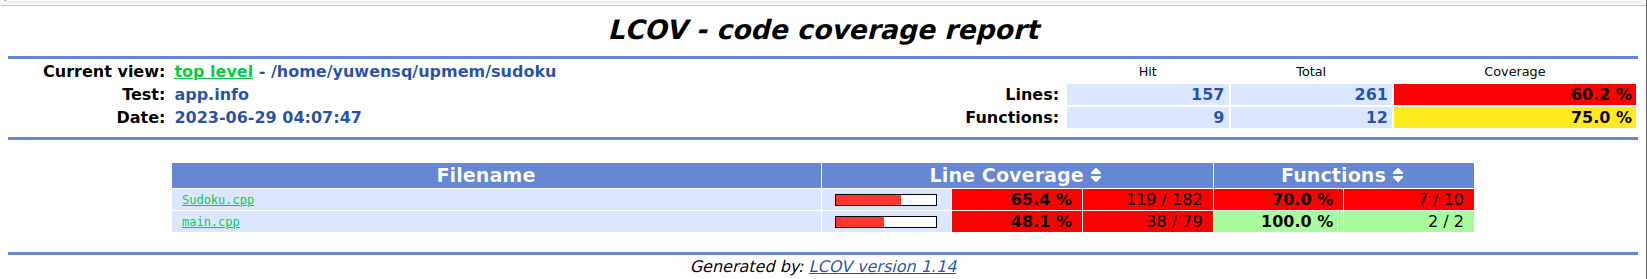 LCOV - code coverage report
Current view: top level - /home/yuwensq/upmem/sudoku Hit Total Coverage
Test: app.info Lines: 157 261 60.2 %
Date: 2023-06-29 04:07:47 Functions: 9 12 75.0 %
Filename Line Coverage Functions
Sudoku.cpp 65.4 % 119 / 182 70.0 % 7 / 10
main.cpp 48.1 % 38 / 79 100.0 % 2 / 2
Generated by: LCOV version 1.14